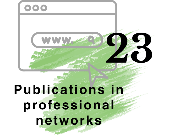 www.
23
Publications in
professional
networks